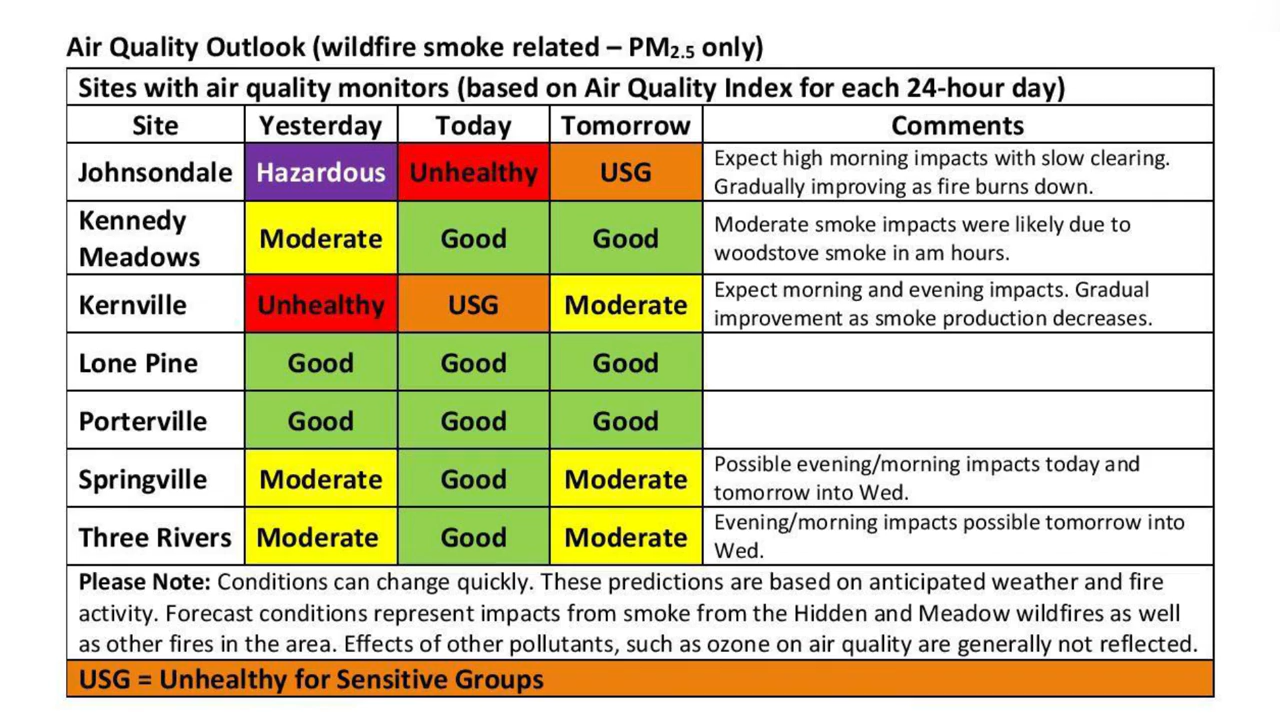 Air Quality Outlook (wildfire smoke related – PM2.5 only)
Sites with air quality monitors (based on Air Quality Index for each 24-hour day)
Site Yesterday Today Tomorrow Comments
Johnsondale Hazardous Unhealthy USG Expect high morning impacts with slow clearing.
Gradually improving as fire burns down.
Kennedy
Meadows Moderate Good Good Moderate smoke impacts were likely due to
woodstove smoke in am hours.
Kernville Unhealthy USG Moderate Expect morning and evening impacts. Gradual
improvement as smoke production decreases.
Lone Pine Good Good Good
Porterville Good Good Good
Springville Moderate Good Moderate Possible evening/morning impacts today and
tomorrow into Wed.
Three Rivers Moderate Good Moderate Evening/morning impacts possible tomorrow into
Wed.
Please Note: Conditions can change quickly. These predictions are based on anticipated weather and fire
activity. Forecast conditions represent impacts from smoke from the Hidden and Meadow wildfires as well
as other fires in the area. Effects of other pollutants, such as ozone on air quality are generally not reflected.
USG = Unhealthy for Sensitive Groups